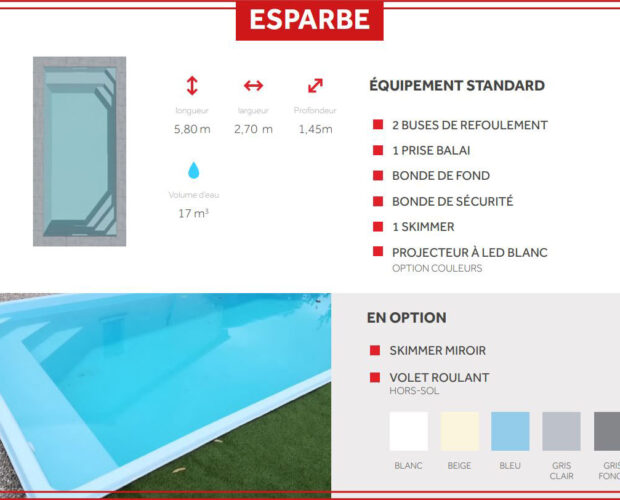 ESPARBE
longueur
largueur
Profondeur
5,80 m
2,70 m
1,45m
Volume d'eau
17 m³
ÉQUIPEMENT STANDARD
2 BUSES DE REFOULEMENT
1 PRISE BALAI
BONDE DE FOND
BONDE DE SÉCURITÉ
1 SKIMMER
PROJECTEUR À LED BLANC
OPTION COULEURS
EN OPTION
SKIMMER MIROIR
VOLET ROULANT
HORS-SOL
BLANC
BEIGE
BLEU
GRIS
CLAIR
GRIS
FONC